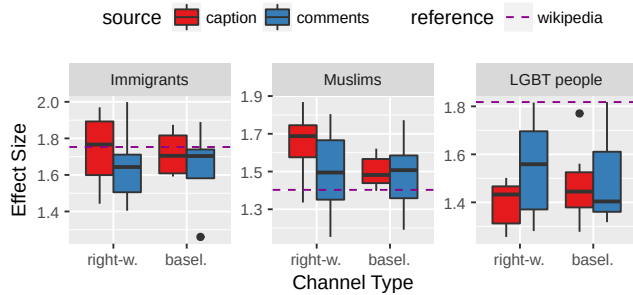 source caption comments reference wikipedia
Immigrants Muslims LGBT people
Effect Size
2.0
1.8
1.6
1.4
1.9
1.7
1.5
1.3
1.8
1.6
1.4
right-w. basel. right-w. basel. right-w. basel.
Channel Type